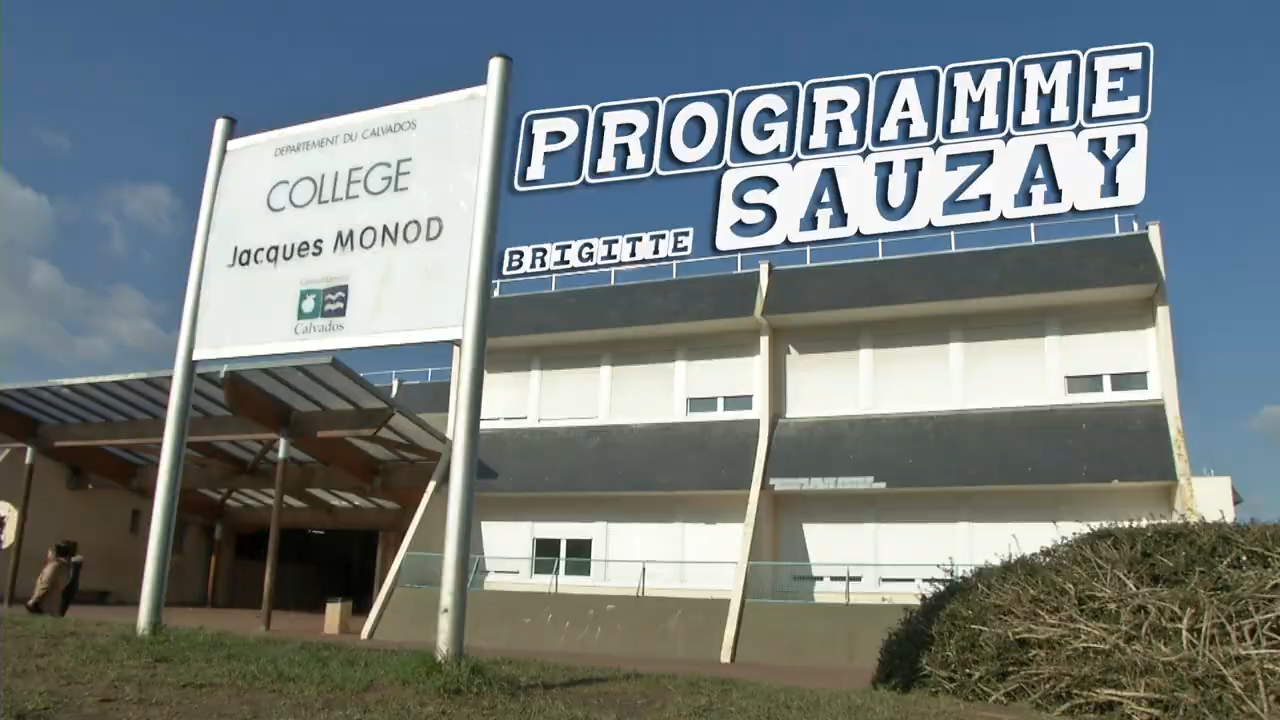 DEPARTEMENT DU CALVADOS
COLLEGE
Jacques MONOD
Calvados
PROGRAMME
SAUZAY
BRIGITTE